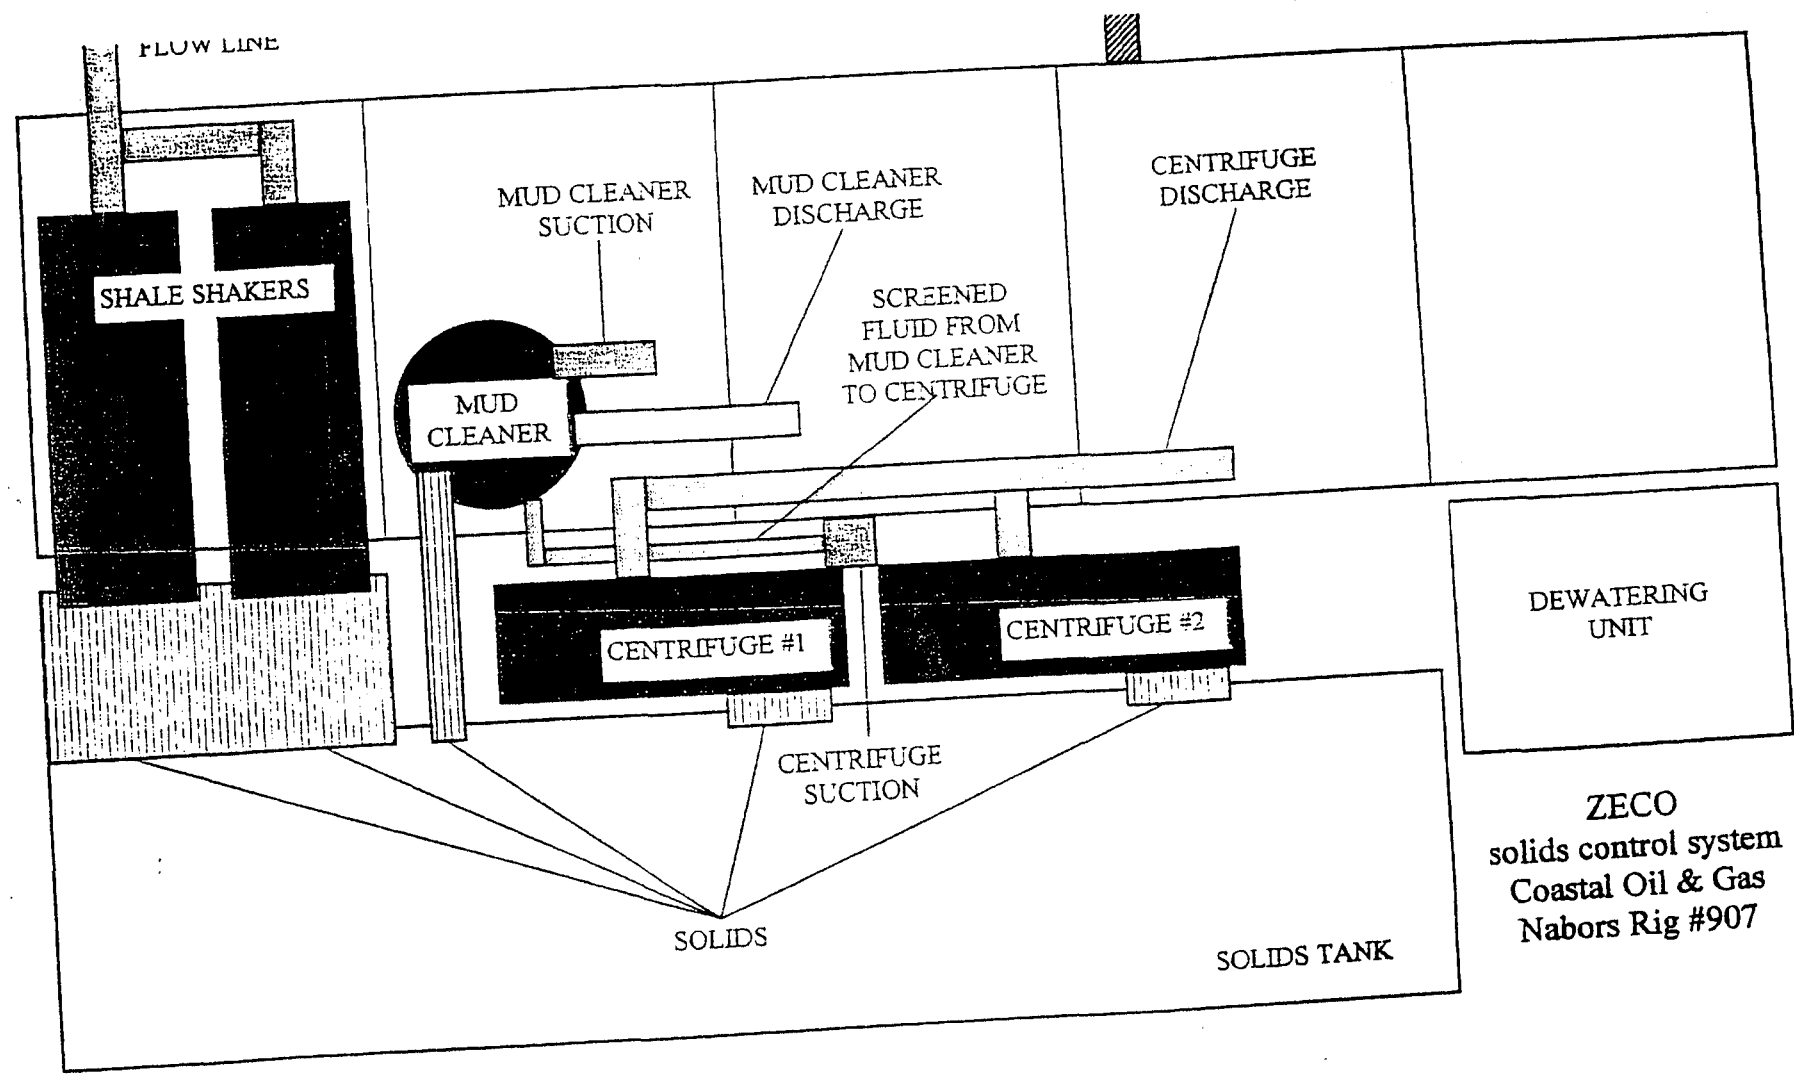 FLOW LINE
MUD CLEANER
SUCTION
MUD CLEANER
DISCHARGE
CENTRIFUGE
DISCHARGE
SHALE SHAKERS
SCREENED
FLUID FROM
MUD CLEANER
TO CENTRIFUGE
MUD
CLEANER
CENTRIFUGE #1
CENTRIFUGE #2
DEWATERING
UNIT
CENTRIFUGE
SUCTION
SOLIDS
SOLIDS TANK
ZECO
solids control system
Coastal Oil & Gas
Nabors Rig #907